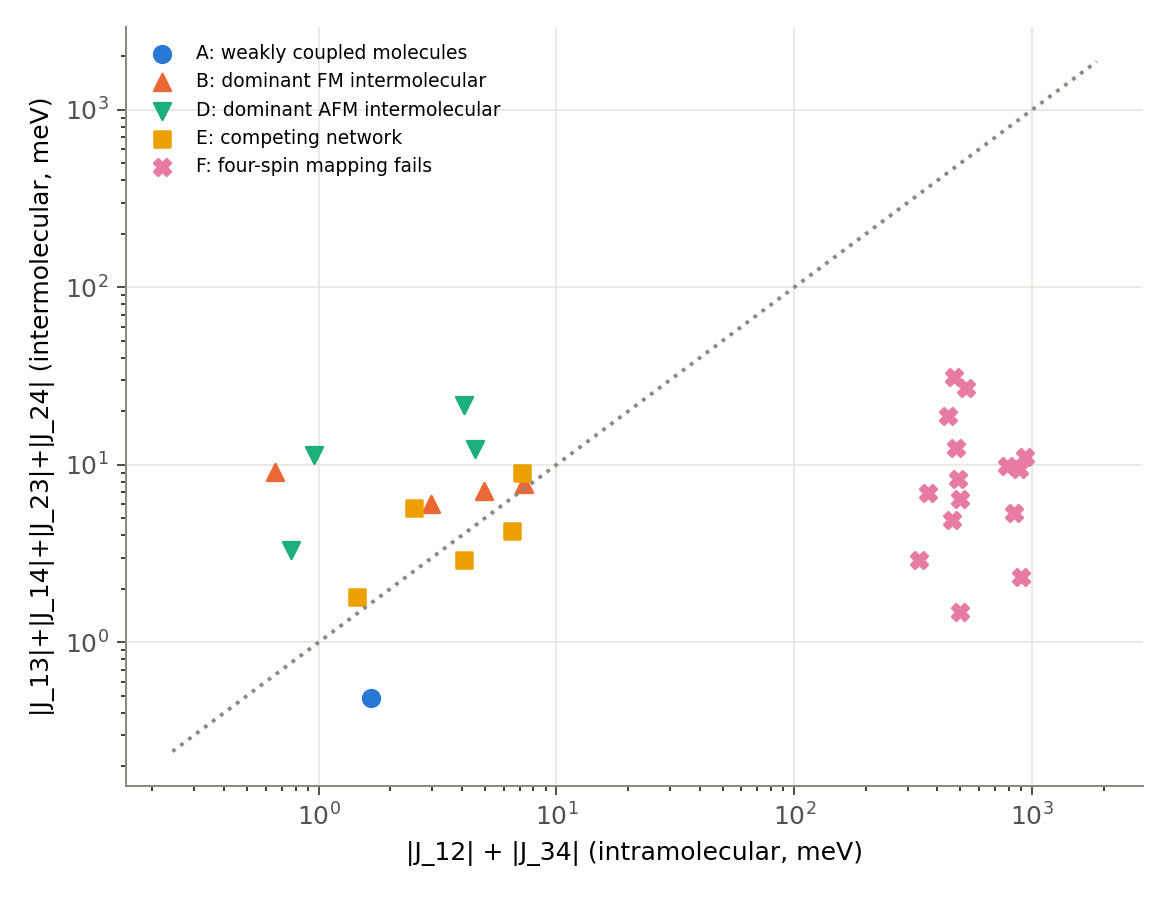 A: weakly coupled molecules
B: dominant FM intermolecular
D: dominant AFM intermolecular
E: competing network
F: four-spin mapping fails
|J_13|+|J_14|+|J_23|+|J_24| (intermolecular, meV)
10³
10²
10¹
10⁰
10⁰ 10¹ 10² 10³
|J_12| + |J_34| (intramolecular, meV)